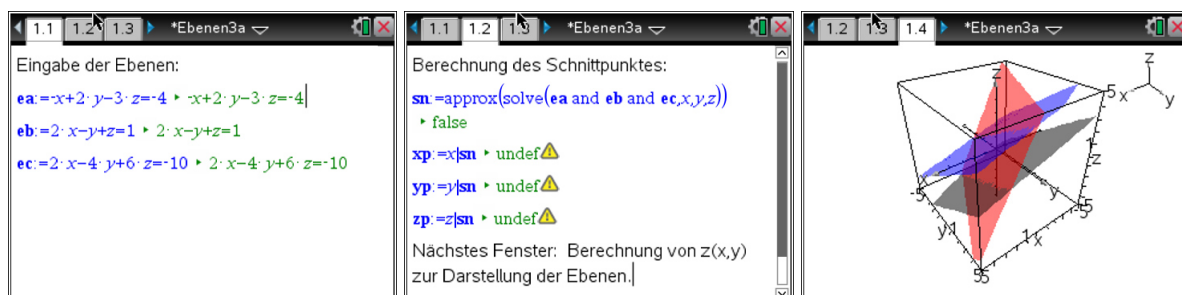 1.1 1.2 1.3 *Ebenen3a
Eingabe der Ebenen:
ea:=-x+2·y-3·z=-4 ▸ -x+2·y-3·z=-4
eb:=2·x-y+z=1 ▸ 2·x-y+z=1
ec:=2·x-4·y+6·z=-10 ▸ 2·x-4·y+6·z=-10
1.1 1.2 1.3 *Ebenen3a
Berechnung des Schnittpunktes:
sn:=approx(solve(ea and eb and ec,x,y,z))
▸ false
xp:=x|sn ▸ undef
yp:=y|sn ▸ undef
zp:=z|sn ▸ undef
Nächstes Fenster: Berechnung von z(x,y)
zur Darstellung der Ebenen.
1.2 1.3 1.4 *Ebenen3a
z
x
y
z
5
1
z
-5
y
-5
y
1
1
x
5
5